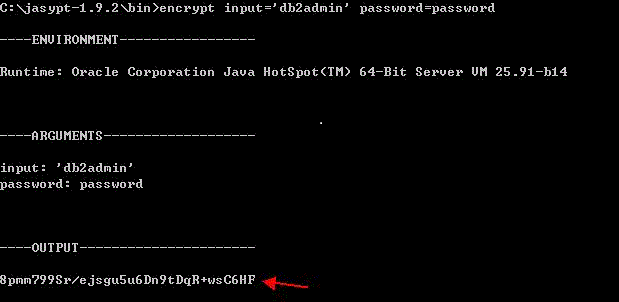 C:\jasypt-1.9.2\bin>encrypt input='db2admin' password=password
----ENVIRONMENT-----------------
Runtime: Oracle Corporation Java HotSpot(TM) 64-Bit Server VM 25.91-b14
----ARGUMENTS-------------------
input: 'db2admin'
password: password
----OUTPUT----------------------
8pmm799Sr/ejsgu5u6Dn9tDqR+wsC6HF